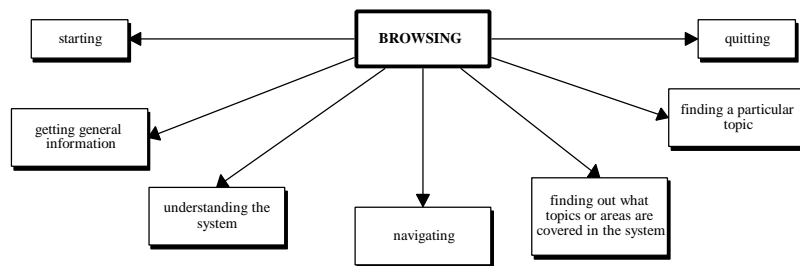 BROWSING
starting
quitting
getting general
information
finding a particular
topic
understanding the
system
navigating
finding out what
topics or areas are
covered in the system